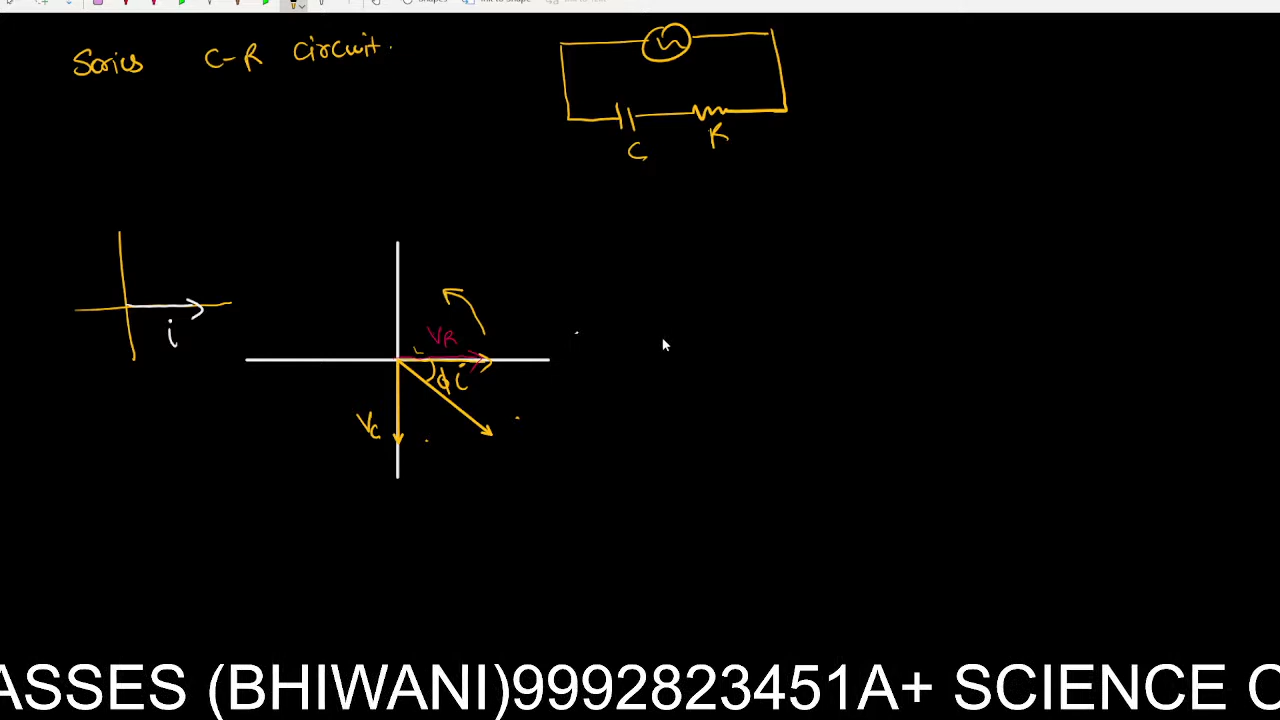 Series C-R Circuit.
C
R
i
VR
ϕ i
VC
ASSES (BHIWANI)9992823451A+ SCIENCE C